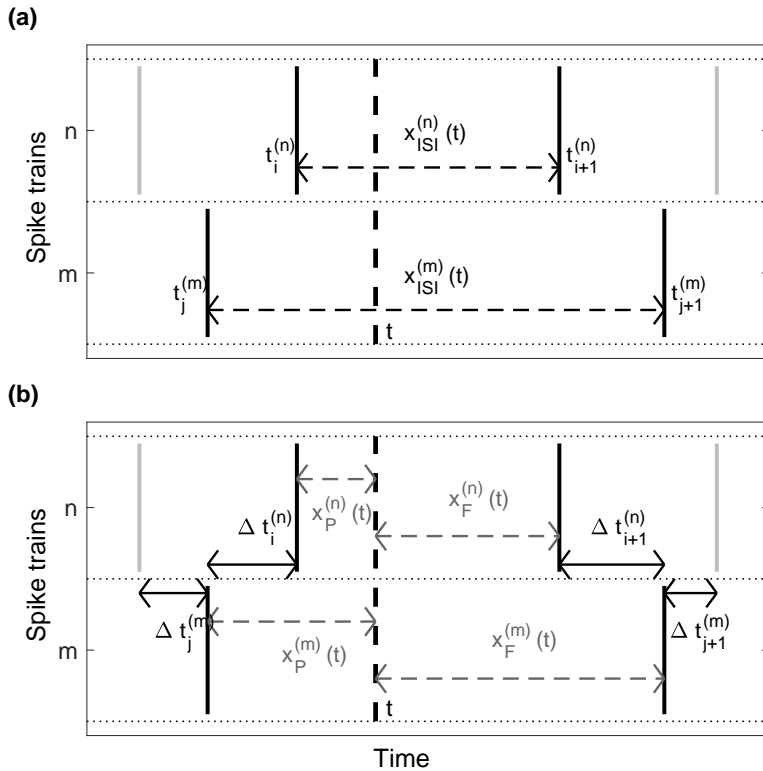 (a)
Spike trains
n
x_ISI^(n) (t)
t_i^(n)
t_i+1^(n)
m
x_ISI^(m) (t)
t_j^(m)
t_j+1^(m)
t
(b)
Spike trains
n
x_P^(n) (t)
x_F^(n) (t)
Δ t_i^(n)
Δ t_i+1^(n)
m
Δ t_j^(m)
x_P^(m) (t)
x_F^(m) (t)
Δ t_j+1^(m)
t
Time